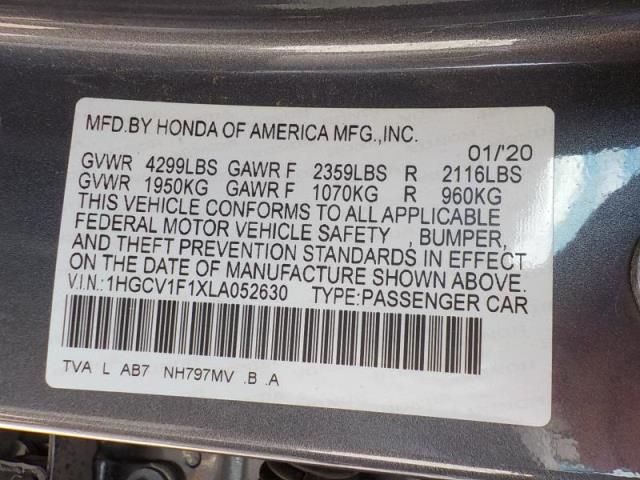 MFD.BY HONDA OF AMERICA MFG.,INC.
01/'20
GVWR 4299LBS GAWR F 2359LBS R 2116LBS
GVWR 1950KG GAWR F 1070KG R 960KG
THIS VEHICLE CONFORMS TO ALL APPLICABLE
FEDERAL MOTOR VEHICLE SAFETY , BUMPER,
AND THEFT PREVENTION STANDARDS IN EFFECT
ON THE DATE OF MANUFACTURE SHOWN ABOVE.
V.I.N.:1HGCV1F1XLA052630 TYPE:PASSENGER CAR
TVA L AB7 NH797MV .B .A